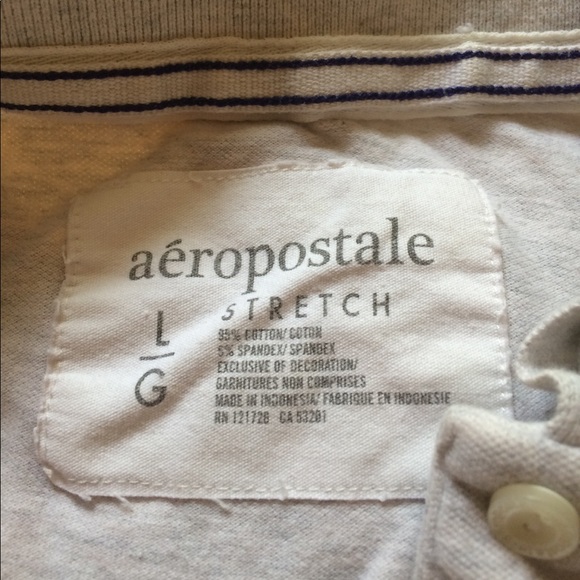 aéropostale
STRETCH
L
G
95% COTTON/ COTON
5% SPANDEX/ SPANDEX
EXCLUSIVE OF DECORATION/
GARNITURES NON COMPRISES
MADE IN INDONESIA/ FABRIQUE EN INDONESIE
RN 121728 CA 53201